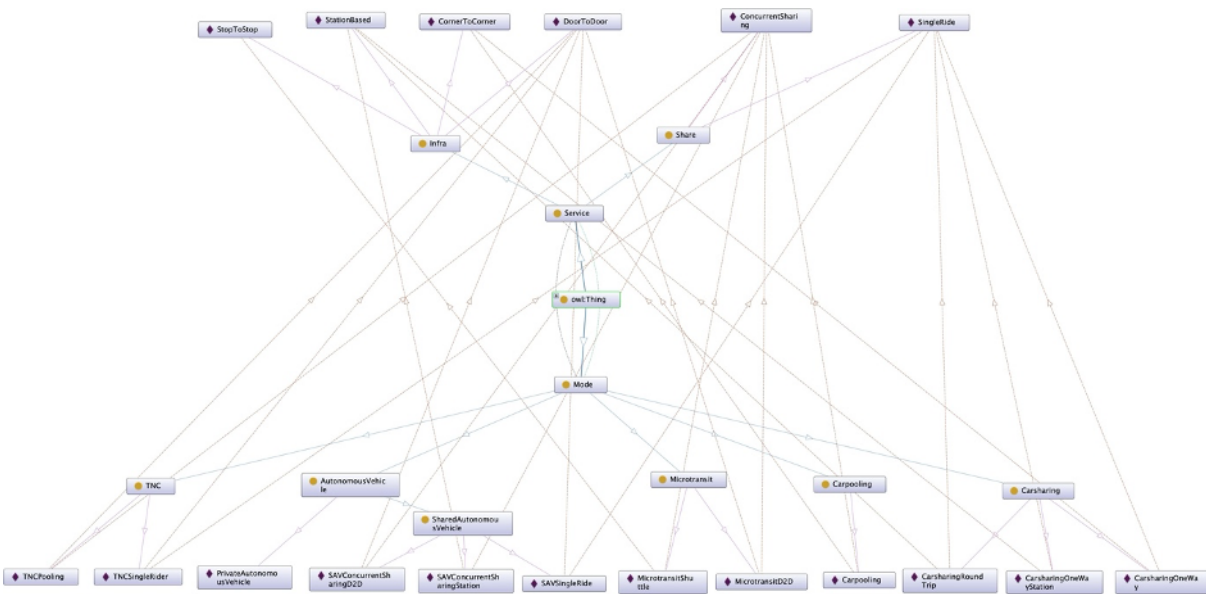 StopToStop
StationBased
CornerToCorner
DoorToDoor
ConcurrentShari
ng
SingleRide
Infra
Share
Service
owl:Thing
Mode
TNC
AutonomousVehic
le
Microtransit
Carpooling
Carsharing
SharedAutonomou
sVehicle
TNCPooling
TNCSingleRider
PrivateAutonomo
usVehicle
SAVConcurrentSh
aringD2D
SAVConcurrentSh
aringStation
SAVSingleRide
MicrotransitShu
ttle
MicrotransitD2D
Carpooling
CarsharingRound
Trip
CarsharingOneWa
yStation
CarsharingOneWa
y